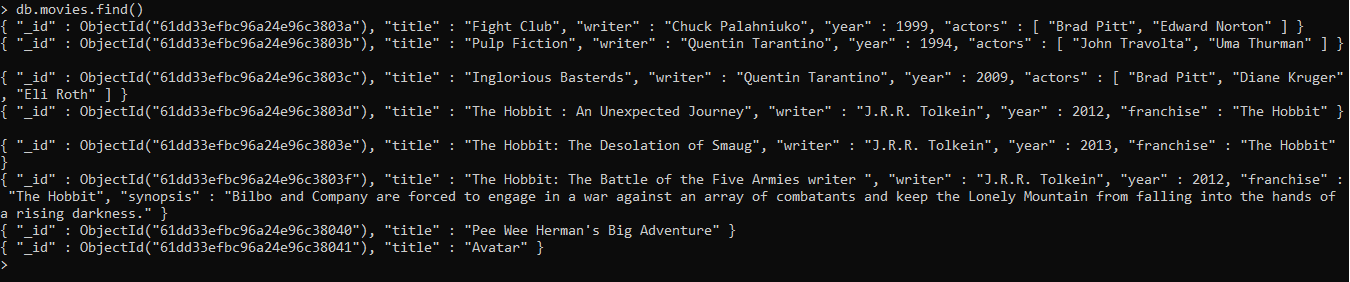 > db.movies.find()
{ "_id" : ObjectId("61dd33efbc96a24e96c3803a"), "title" : "Fight Club", "writer" : "Chuck Palahniuko", "year" : 1999, "actors" : [ "Brad Pitt", "Edward Norton" ] }
{ "_id" : ObjectId("61dd33efbc96a24e96c3803b"), "title" : "Pulp Fiction", "writer" : "Quentin Tarantino", "year" : 1994, "actors" : [ "John Travolta", "Uma Thurman" ] }
{ "_id" : ObjectId("61dd33efbc96a24e96c3803c"), "title" : "Inglorious Basterds", "writer" : "Quentin Tarantino", "year" : 2009, "actors" : [ "Brad Pitt", "Diane Kruger"
, "Eli Roth" ] }
{ "_id" : ObjectId("61dd33efbc96a24e96c3803d"), "title" : "The Hobbit : An Unexpected Journey", "writer" : "J.R.R. Tolkein", "year" : 2012, "franchise" : "The Hobbit" }
{ "_id" : ObjectId("61dd33efbc96a24e96c3803e"), "title" : "The Hobbit: The Desolation of Smaug", "writer" : "J.R.R. Tolkein", "year" : 2013, "franchise" : "The Hobbit"
}
{ "_id" : ObjectId("61dd33efbc96a24e96c3803f"), "title" : "The Hobbit: The Battle of the Five Armies writer ", "writer" : "J.R.R. Tolkein", "year" : 2012, "franchise" :
"The Hobbit", "synopsis" : "Bilbo and Company are forced to engage in a war against an array of combatants and keep the Lonely Mountain from falling into the hands of
a rising darkness." }
{ "_id" : ObjectId("61dd33efbc96a24e96c38040"), "title" : "Pee Wee Herman's Big Adventure" }
{ "_id" : ObjectId("61dd33efbc96a24e96c38041"), "title" : "Avatar" }
>